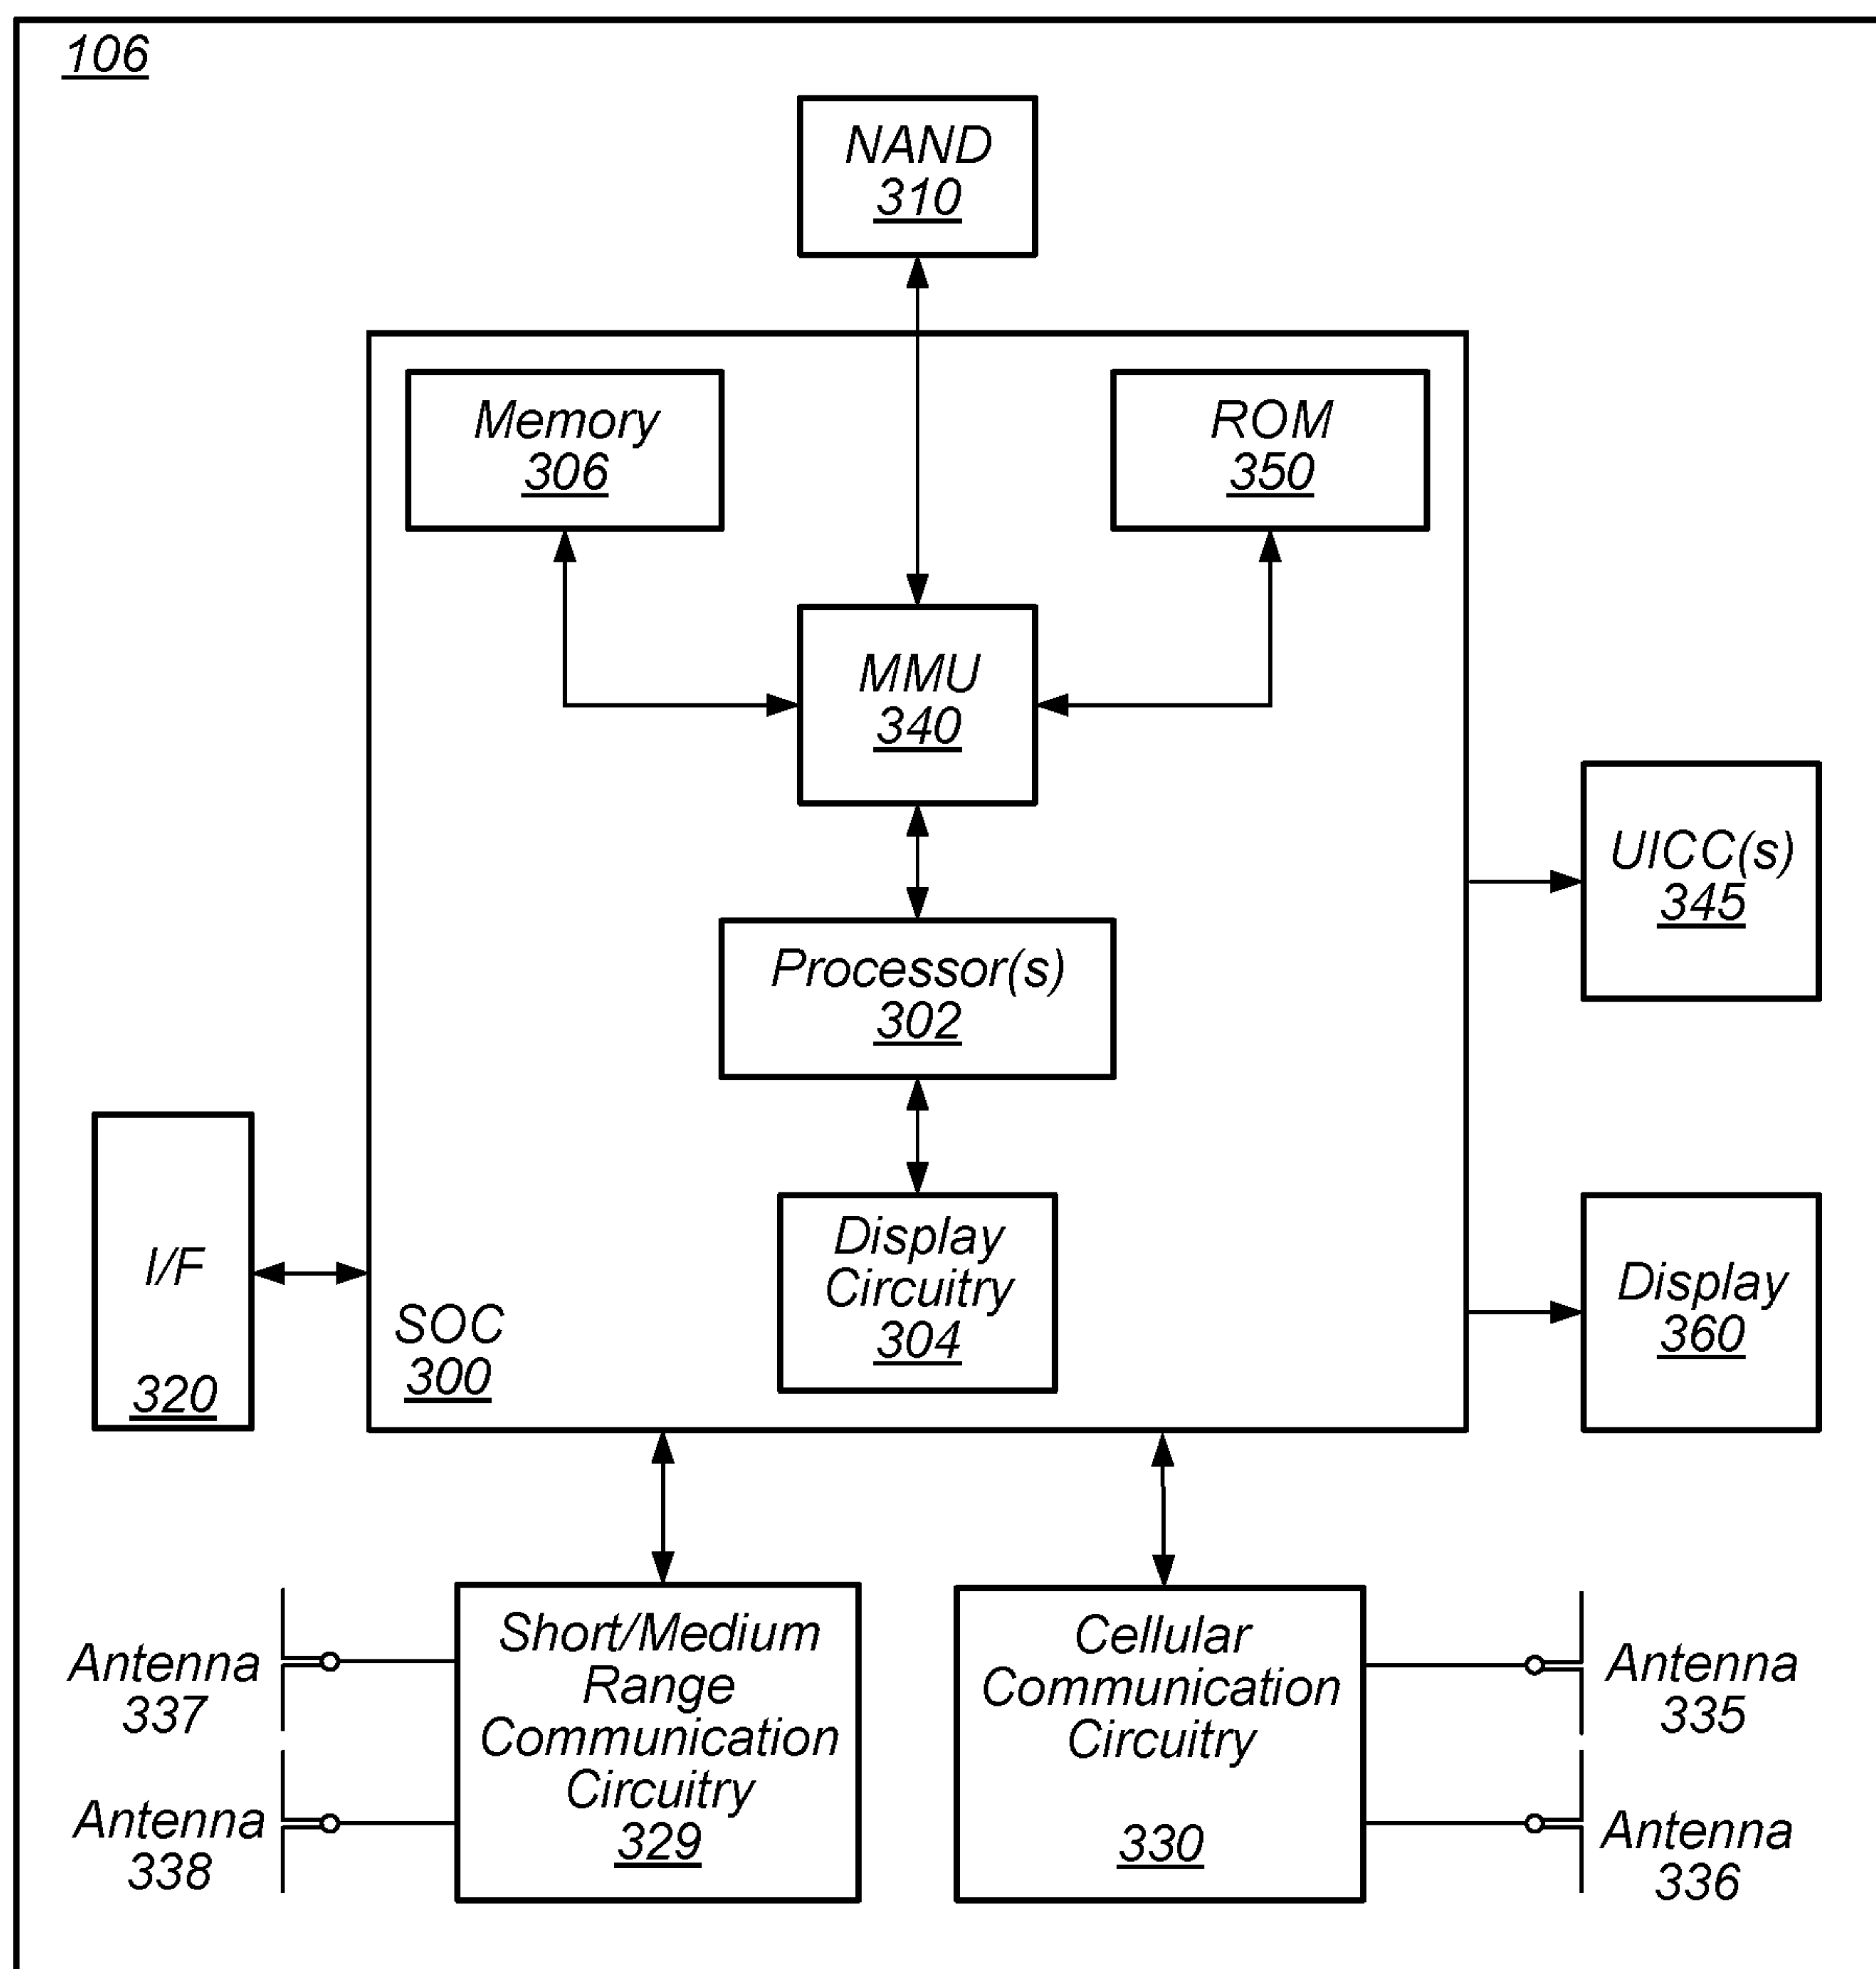 106
NAND
310
Memory
306
ROM
350
MMU
340
UICC(s)
345
Processor(s)
302
I/F
320
Display
Circuitry
304
SOC
300
Display
360
Antenna
337
Antenna
338
Short/Medium
Range
Communication
Circuitry
329
Cellular
Communication
Circuitry
330
Antenna
335
Antenna
336